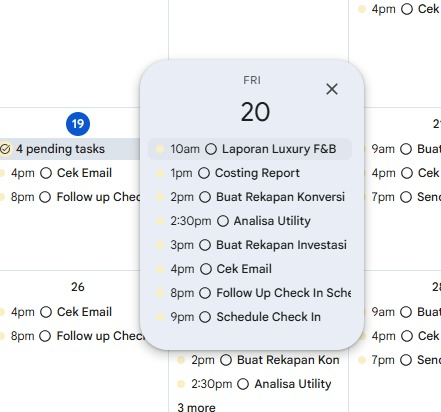 4pm Cek
19
4 pending tasks
4pm Cek Email
8pm Follow up Chec
26
4pm Cek Email
8pm Follow up Chec
FRI
20
10am Laporan Luxury F&B
1pm Costing Report
2pm Buat Rekapan Konversi
2:30pm Analisa Utility
3pm Buat Rekapan Investasi
4pm Cek Email
8pm Follow Up Check In Sche
9pm Schedule Check In
2pm Buat Rekapan Kon
2:30pm Analisa Utility
3 more
9am Buat
4pm Cek
7pm Send
9am Buat
4pm Cek
7pm Send